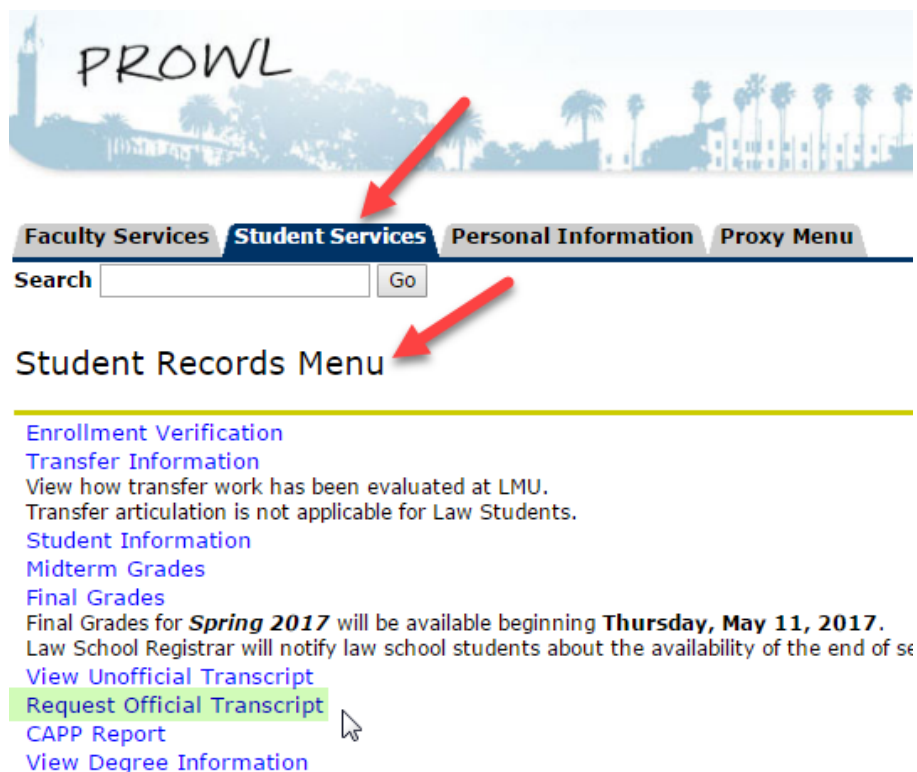 PROWL
Faculty Services Student Services Personal Information Proxy Menu
Search Go
Student Records Menu
Enrollment Verification
Transfer Information
View how transfer work has been evaluated at LMU.
Transfer articulation is not applicable for Law Students.
Student Information
Midterm Grades
Final Grades
Final Grades for Spring 2017 will be available beginning Thursday, May 11, 2017.
Law School Registrar will notify law school students about the availability of the end of
View Unofficial Transcript
Request Official Transcript
CAPP Report
View Degree Information